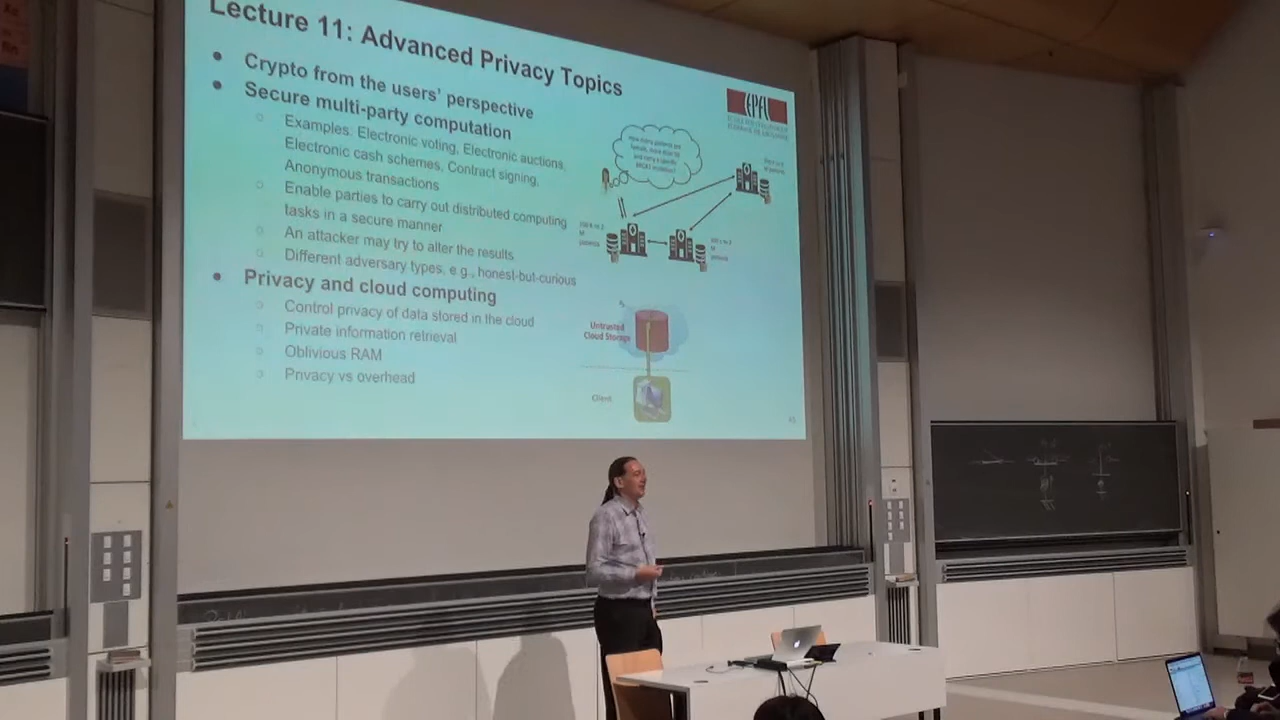 Lecture 11: Advanced Privacy Topics
Crypto from the users' perspective
Secure multi-party computation
Examples: Electronic voting, Electronic auctions,
Electronic cash schemes, Contract signing,
Anonymous transactions
Enable parties to carry out distributed computing
tasks in a secure manner
An attacker may try to alter the results
Different adversary types, e.g., honest-but-curious
Privacy and cloud computing
Control privacy of data stored in the cloud
Private information retrieval
Oblivious RAM
Privacy vs overhead
EPFL
Untrusted
Cloud Storage
Client